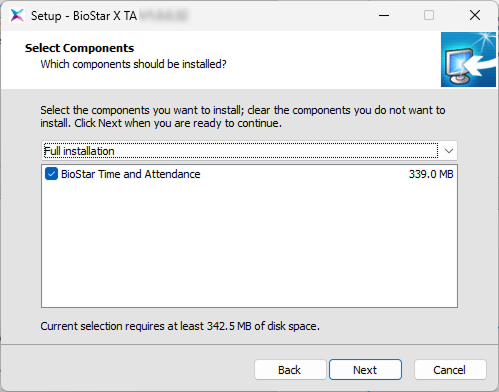 Setup - BioStar X TA
Select Components
Which components should be installed?
Select the components you want to install; clear the components you do not want to
install. Click Next when you are ready to continue.
Full installation
BioStar Time and Attendance 339.0 MB
Current selection requires at least 342.5 MB of disk space.
Back Next Cancel